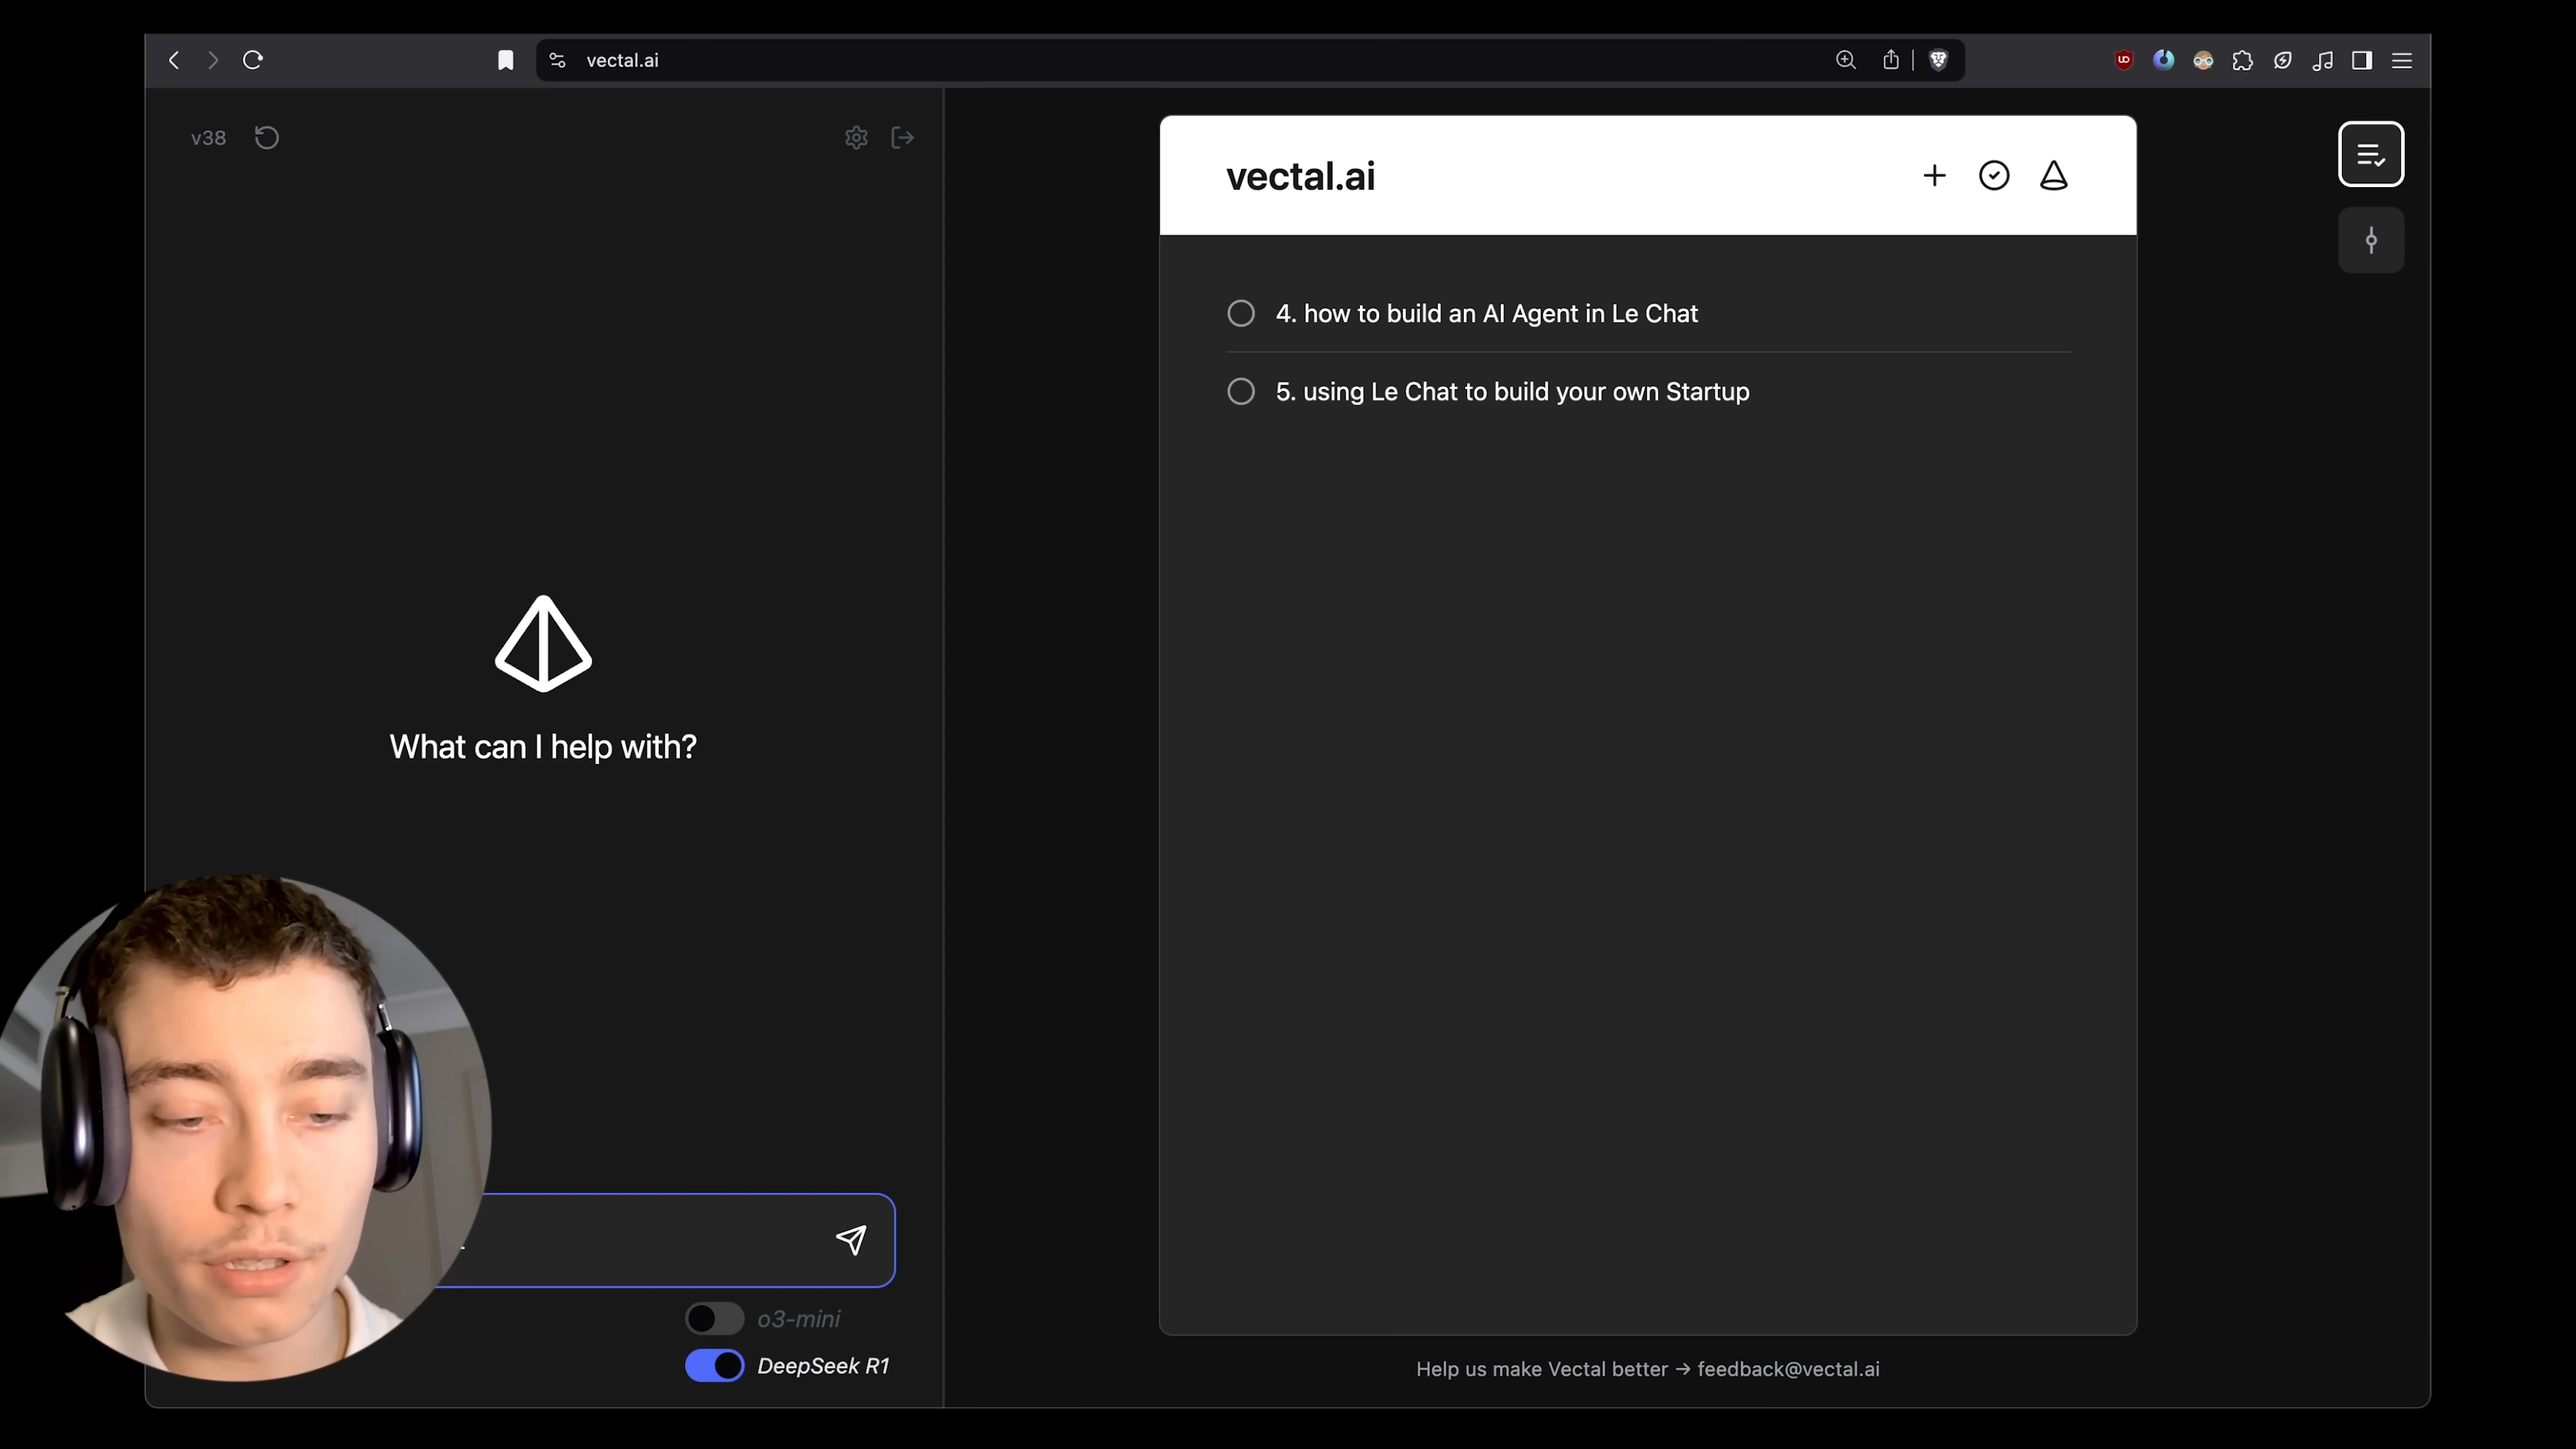 vectal.ai
v38
vectal.ai
4. how to build an AI Agent in Le Chat
5. using Le Chat to build your own Startup
What can I help with?
o3-mini
DeepSeek R1
Help us make Vectal better → feedback@vectal.ai